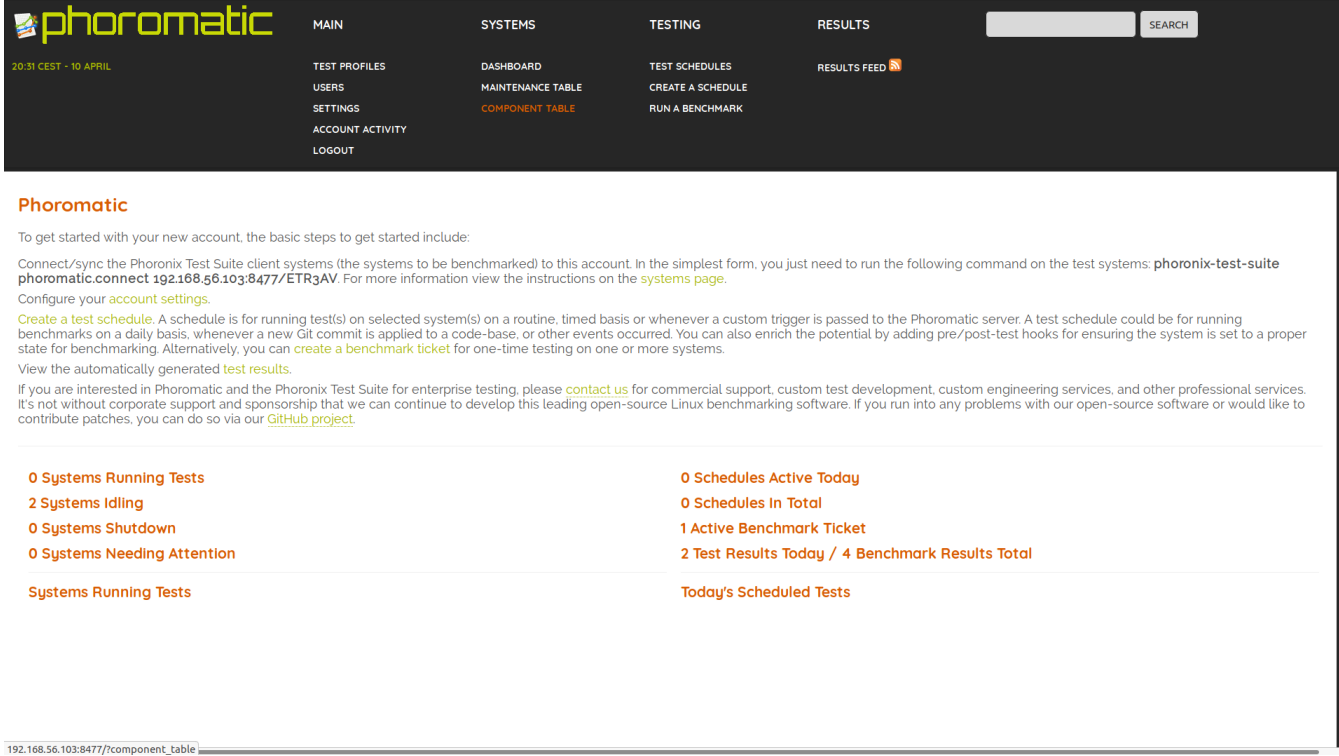 phoromatic
MAIN
SYSTEMS
TESTING
RESULTS
SEARCH
20:31 CEST - 10 APRIL
TEST PROFILES
USERS
SETTINGS
ACCOUNT ACTIVITY
LOGOUT
DASHBOARD
MAINTENANCE TABLE
COMPONENT TABLE
TEST SCHEDULES
CREATE A SCHEDULE
RUN A BENCHMARK
RESULTS FEED
Phoromatic
To get started with your new account, the basic steps to get started include:
Connect/sync the Phoronix Test Suite client systems (the systems to be benchmarked) to this account. In the simplest form, you just need to run the following command on the test systems: phoronix-test-suite
phoromatic.connect 192.168.56.103:8477/ETR3AV. For more information view the instructions on the systems page.
Configure your account settings.
Create a test schedule. A schedule is for running test(s) on selected system(s) on a routine, timed basis or whenever a custom trigger is passed to the Phoromatic server. A test schedule could be for running
benchmarks on a daily basis, whenever a new Git commit is applied to a code-base, or other events occurred. You can also enrich the potential by adding pre/post-test hooks for ensuring the system is set to a proper
state for benchmarking. Alternatively, you can create a benchmark ticket for one-time testing on one or more systems.
View the automatically generated test results.
If you are interested in Phoromatic and the Phoronix Test Suite for enterprise testing, please contact us for commercial support, custom test development, custom engineering services, and other professional services.
It's not without corporate support and sponsorship that we can continue to develop this leading open-source Linux benchmarking software. If you run into any problems with our open-source software or would like to
contribute patches, you can do so via our GitHub project.
0 Systems Running Tests
2 Systems Idling
0 Systems Shutdown
0 Systems Needing Attention
Systems Running Tests
0 Schedules Active Today
0 Schedules In Total
1 Active Benchmark Ticket
2 Test Results Today / 4 Benchmark Results Total
Today's Scheduled Tests
192.168.56.103:8477/?component_table